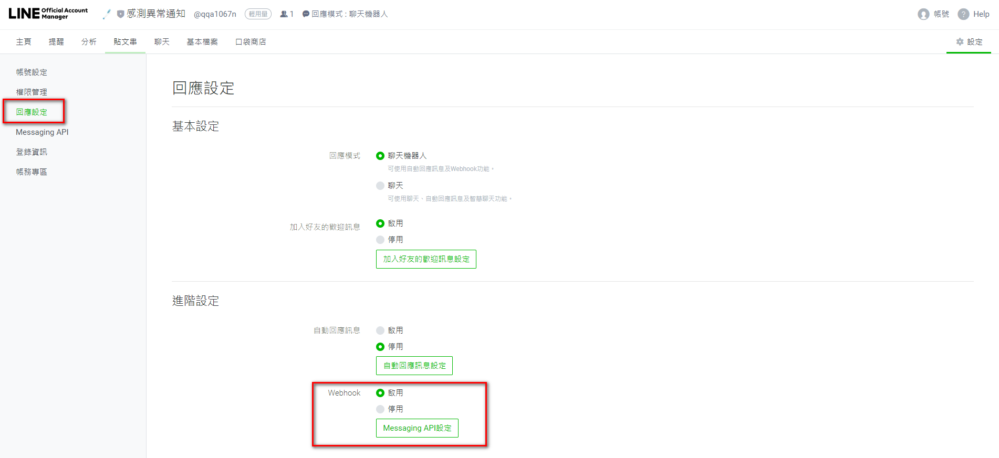 LINE Official Account Manager
感測異常通知 @qqa1067n 輕用量 1 回應模式 : 聊天機器人
帳號 ? Help
主頁 提醒 分析 貼文串 聊天 基本檔案 口袋商店 設定
帳號設定
權限管理
回應設定
Messaging API
登錄資訊
帳務專區
回應設定
基本設定
回應模式 聊天機器人
可使用自動回應訊息及Webhook功能。
聊天
可使用聊天、自動回應訊息及智慧聊天功能。
加入好友的歡迎訊息 啟用
停用
加入好友的歡迎訊息設定
進階設定
自動回應訊息 啟用
停用
自動回應訊息設定
Webhook 啟用
停用
Messaging API設定